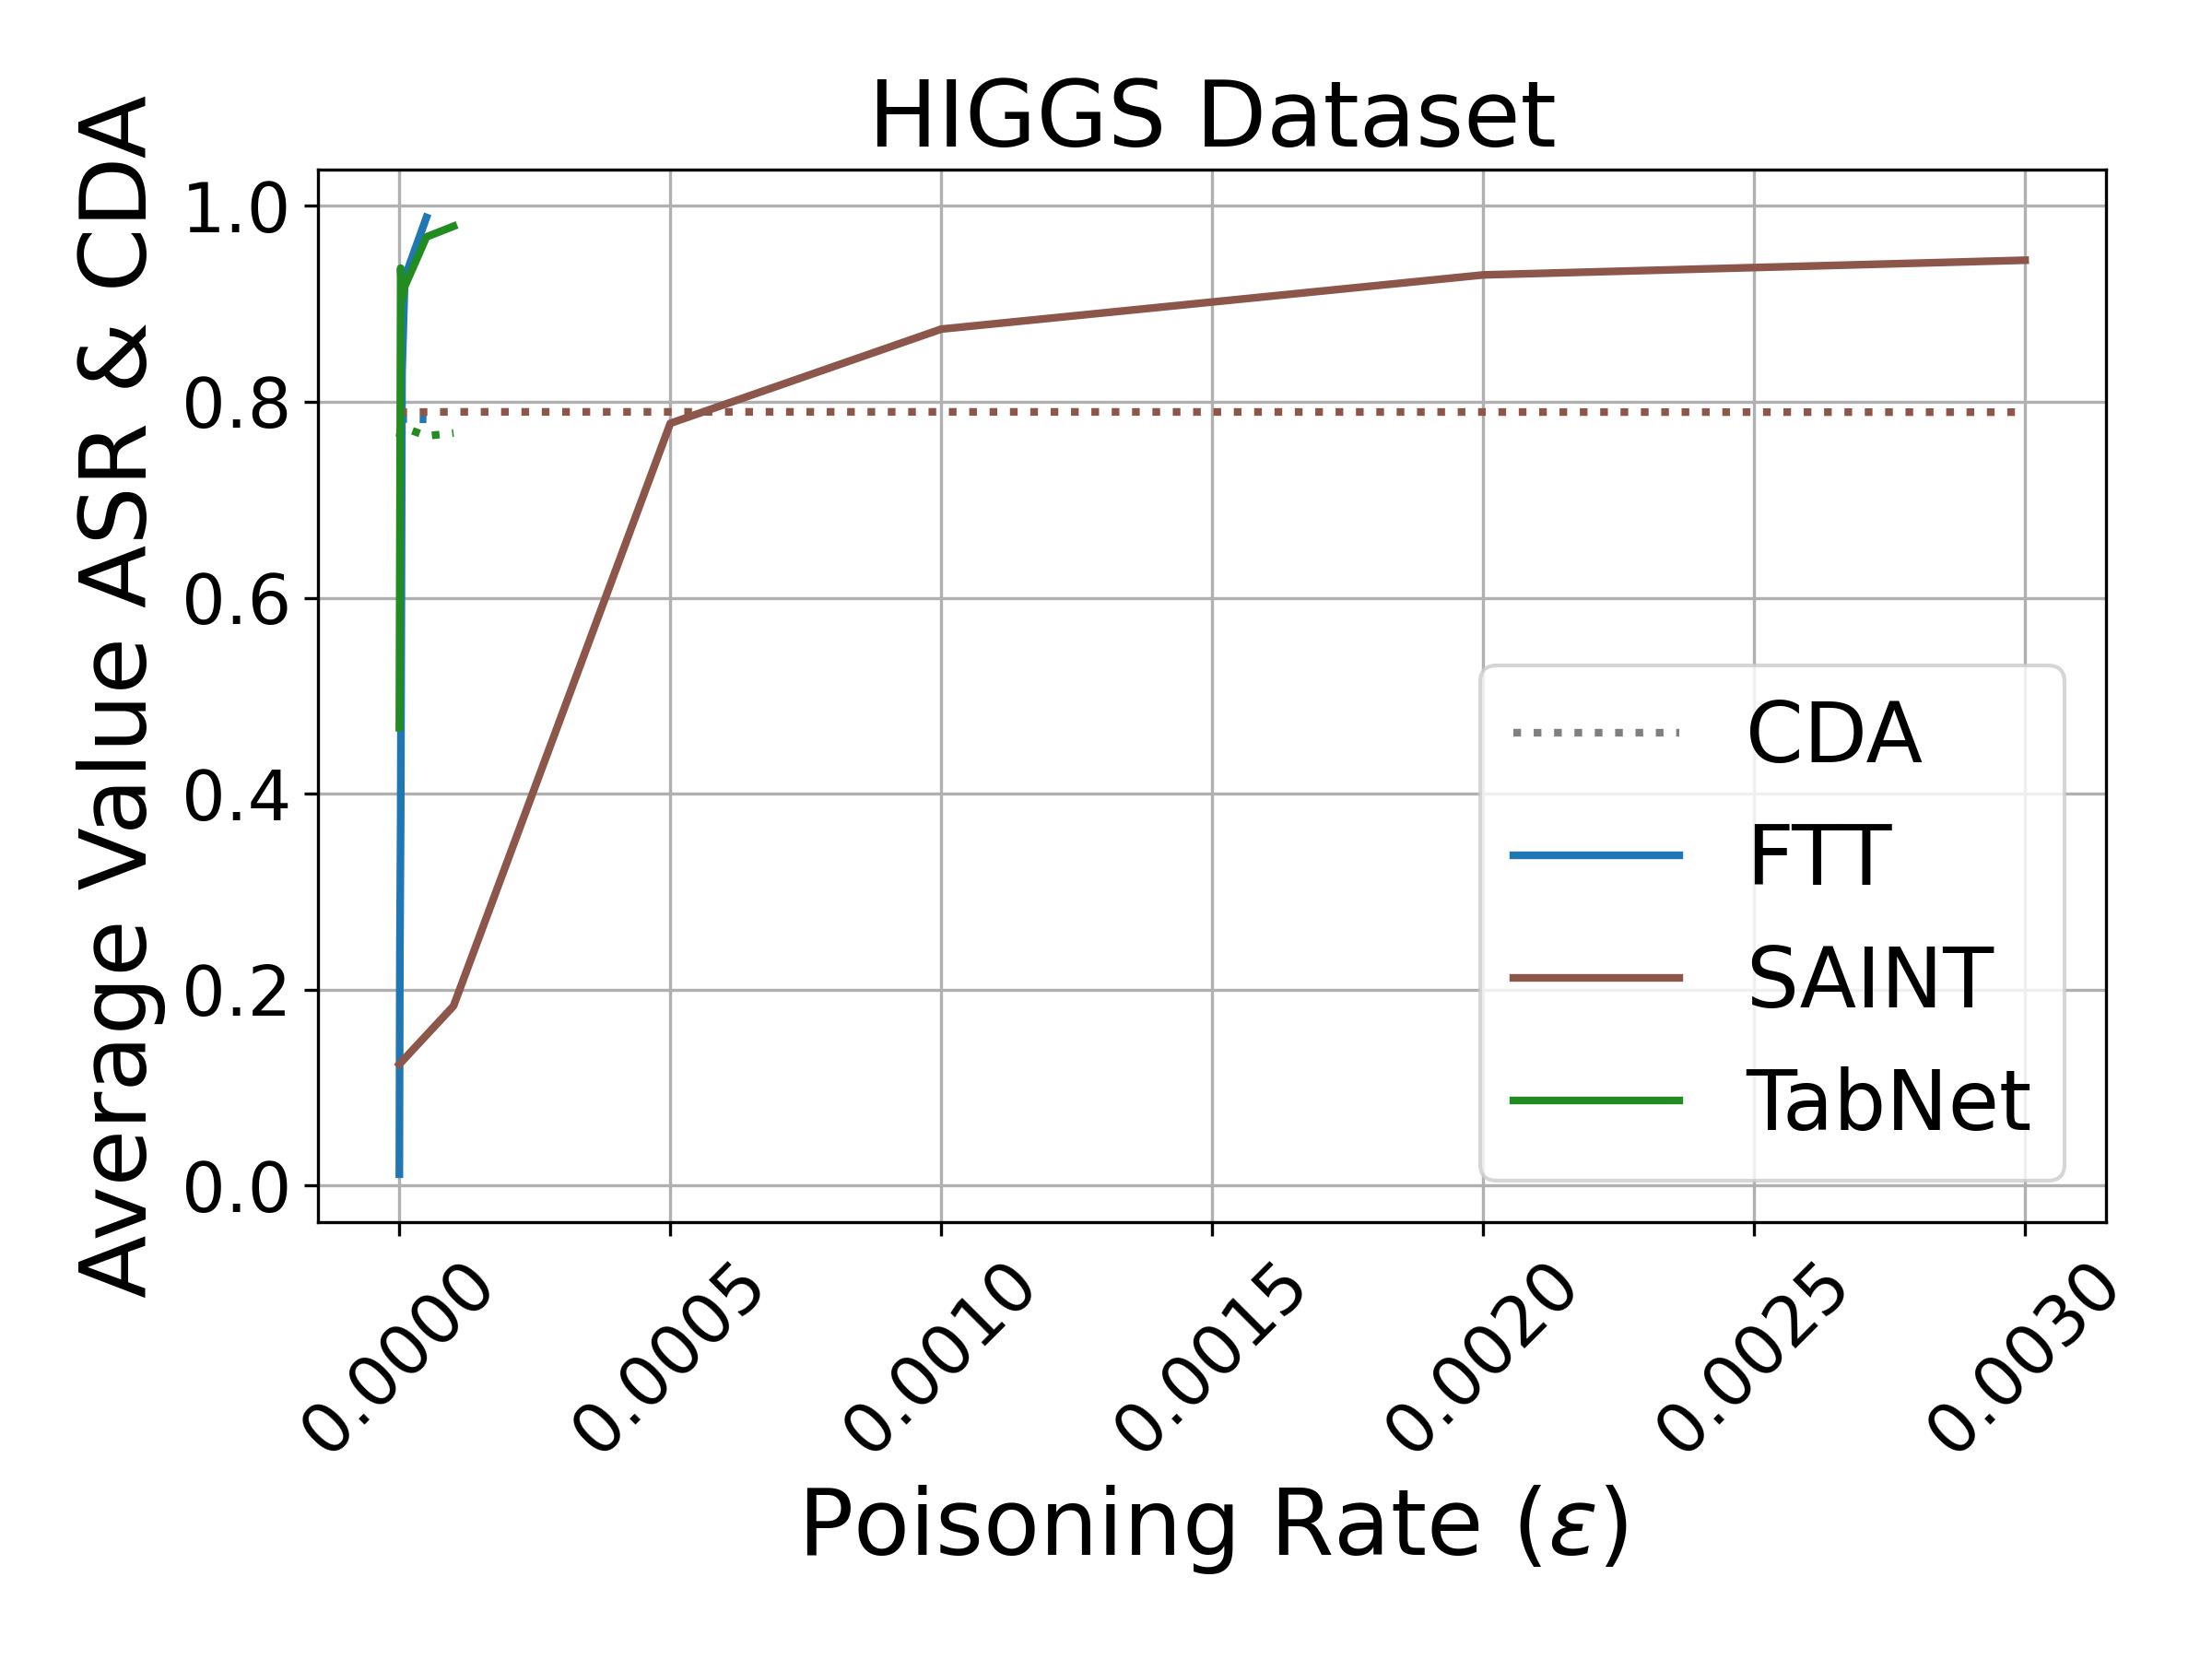 HIGGS Dataset
Average Value ASR & CDA
1.0
0.8
0.6
0.4
0.2
0.0
CDA
FTT
SAINT
TabNet
0.0000
0.0005
0.0010
0.0015
0.0020
0.0025
0.0030
Poisoning Rate (ε)